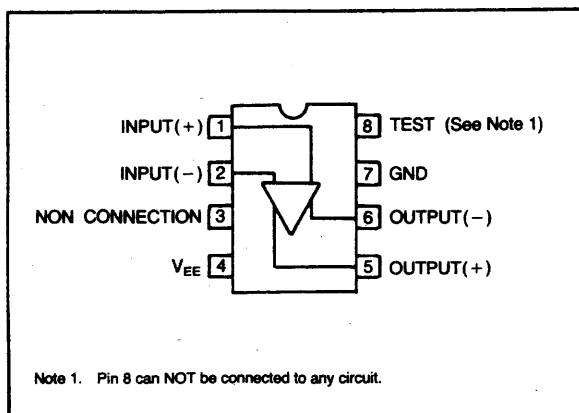 INPUT(+) 1
8 TEST (See Note 1)
INPUT(−) 2
7 GND
NON CONNECTION 3
6 OUTPUT(−)
VEE 4
5 OUTPUT(+)
Note 1. Pin 8 can NOT be connected to any circuit.